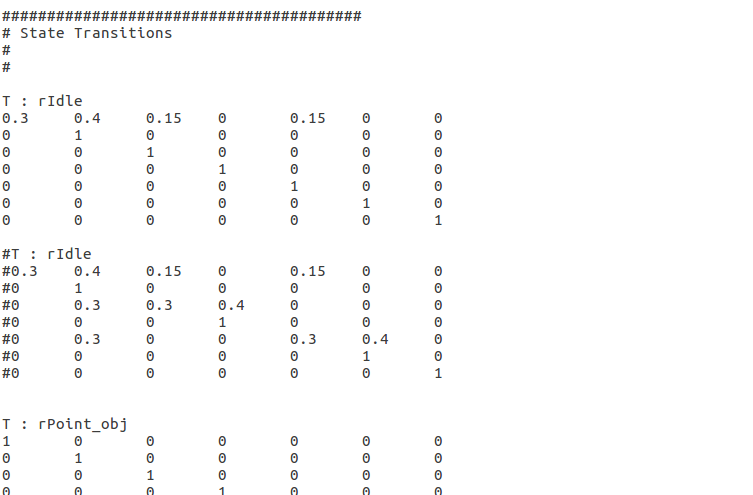 ########################################
# State Transitions
#
#
T : rIdle
0.3 0.4 0.15 0 0.15 0 0
0 1 0 0 0 0 0
0 0 1 0 0 0 0
0 0 0 1 0 0 0
0 0 0 0 1 0 0
0 0 0 0 0 1 0
0 0 0 0 0 0 1
#T : rIdle
#0.3 0.4 0.15 0 0.15 0 0
#0 1 0 0 0 0 0
#0 0.3 0.3 0.4 0 0 0
#0 0 0 1 0 0 0
#0 0.3 0 0 0.3 0.4 0
#0 0 0 0 0 1 0
#0 0 0 0 0 0 1
T : rPoint_obj
1 0 0 0 0 0 0
0 1 0 0 0 0 0
0 0 1 0 0 0 0
0 0 0 1 0 0 0